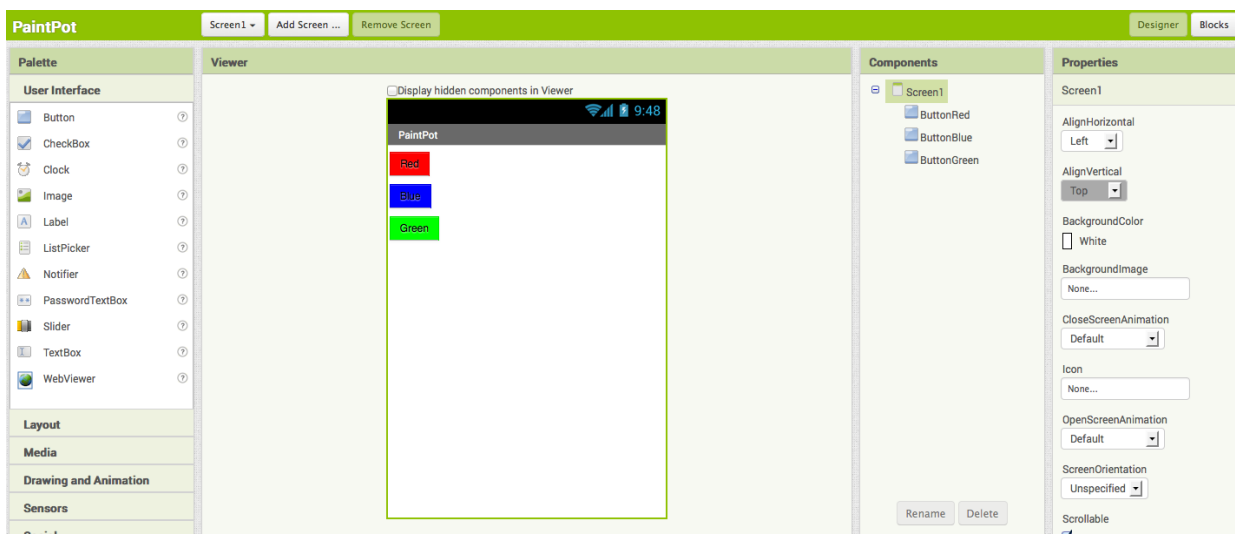 PaintPot
Screen1
Add Screen ...
Remove Screen
Designer
Blocks
Palette
User Interface
Button
CheckBox
Clock
Image
Label
ListPicker
Notifier
PasswordTextBox
Slider
TextBox
WebViewer
Layout
Media
Drawing and Animation
Sensors
Viewer
Display hidden components in Viewer
9:48
PaintPot
Red
Blue
Green
Components
Screen1
ButtonRed
ButtonBlue
ButtonGreen
Rename
Delete
Properties
Screen1
AlignHorizontal
Left
AlignVertical
Top
BackgroundColor
White
BackgroundImage
None...
CloseScreenAnimation
Default
Icon
None...
OpenScreenAnimation
Default
ScreenOrientation
Unspecified
Scrollable